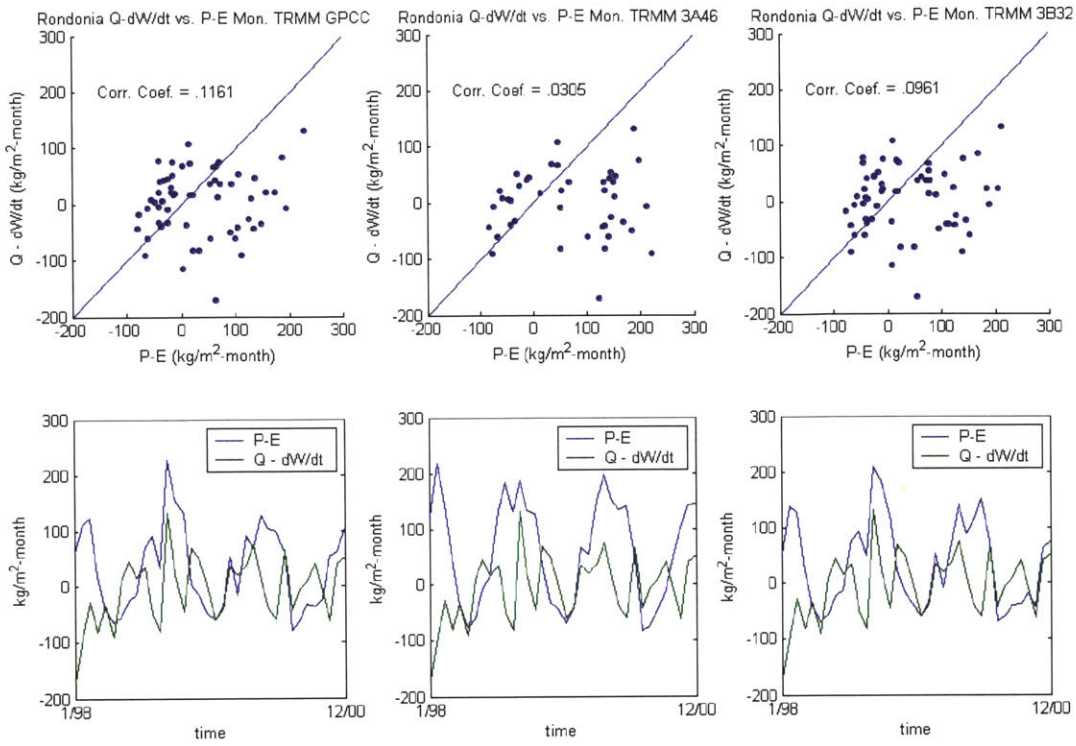 Rondonia Q-dW/dt vs. P-E Mon. TRMM GPCC
300
200
100
0
-100
-200
-200 -100 0 100 200 300
Corr. Coef. = .1161
Q - dW/dt (kg/m²-month)
P-E (kg/m²-month)
Rondonia Q-dW/dt vs. P-E Mon. TRMM 3A46
300
200
100
0
-100
-200
-200 -100 0 100 200 300
Corr. Coef. = .0305
Q - dW/dt (kg/m²-month)
P-E (kg/m²-month)
Rondonia Q-dW/dt vs. P-E Mon. TRMM 3B32
300
200
100
0
-100
-200
-200 -100 0 100 200 300
Corr. Coef. = .0961
Q - dW/dt (kg/m²-month)
P-E (kg/m²-month)
300
200
100
0
-100
-200
kg/m²-month
P-E
Q - dW/dt
1/98 12/00
time
300
200
100
0
-100
-200
kg/m²-month
P-E
Q - dW/dt
1/98 12/00
time
300
200
100
0
-100
-200
kg/m²-month
P-E
Q - dW/dt
1/98 12/00
time